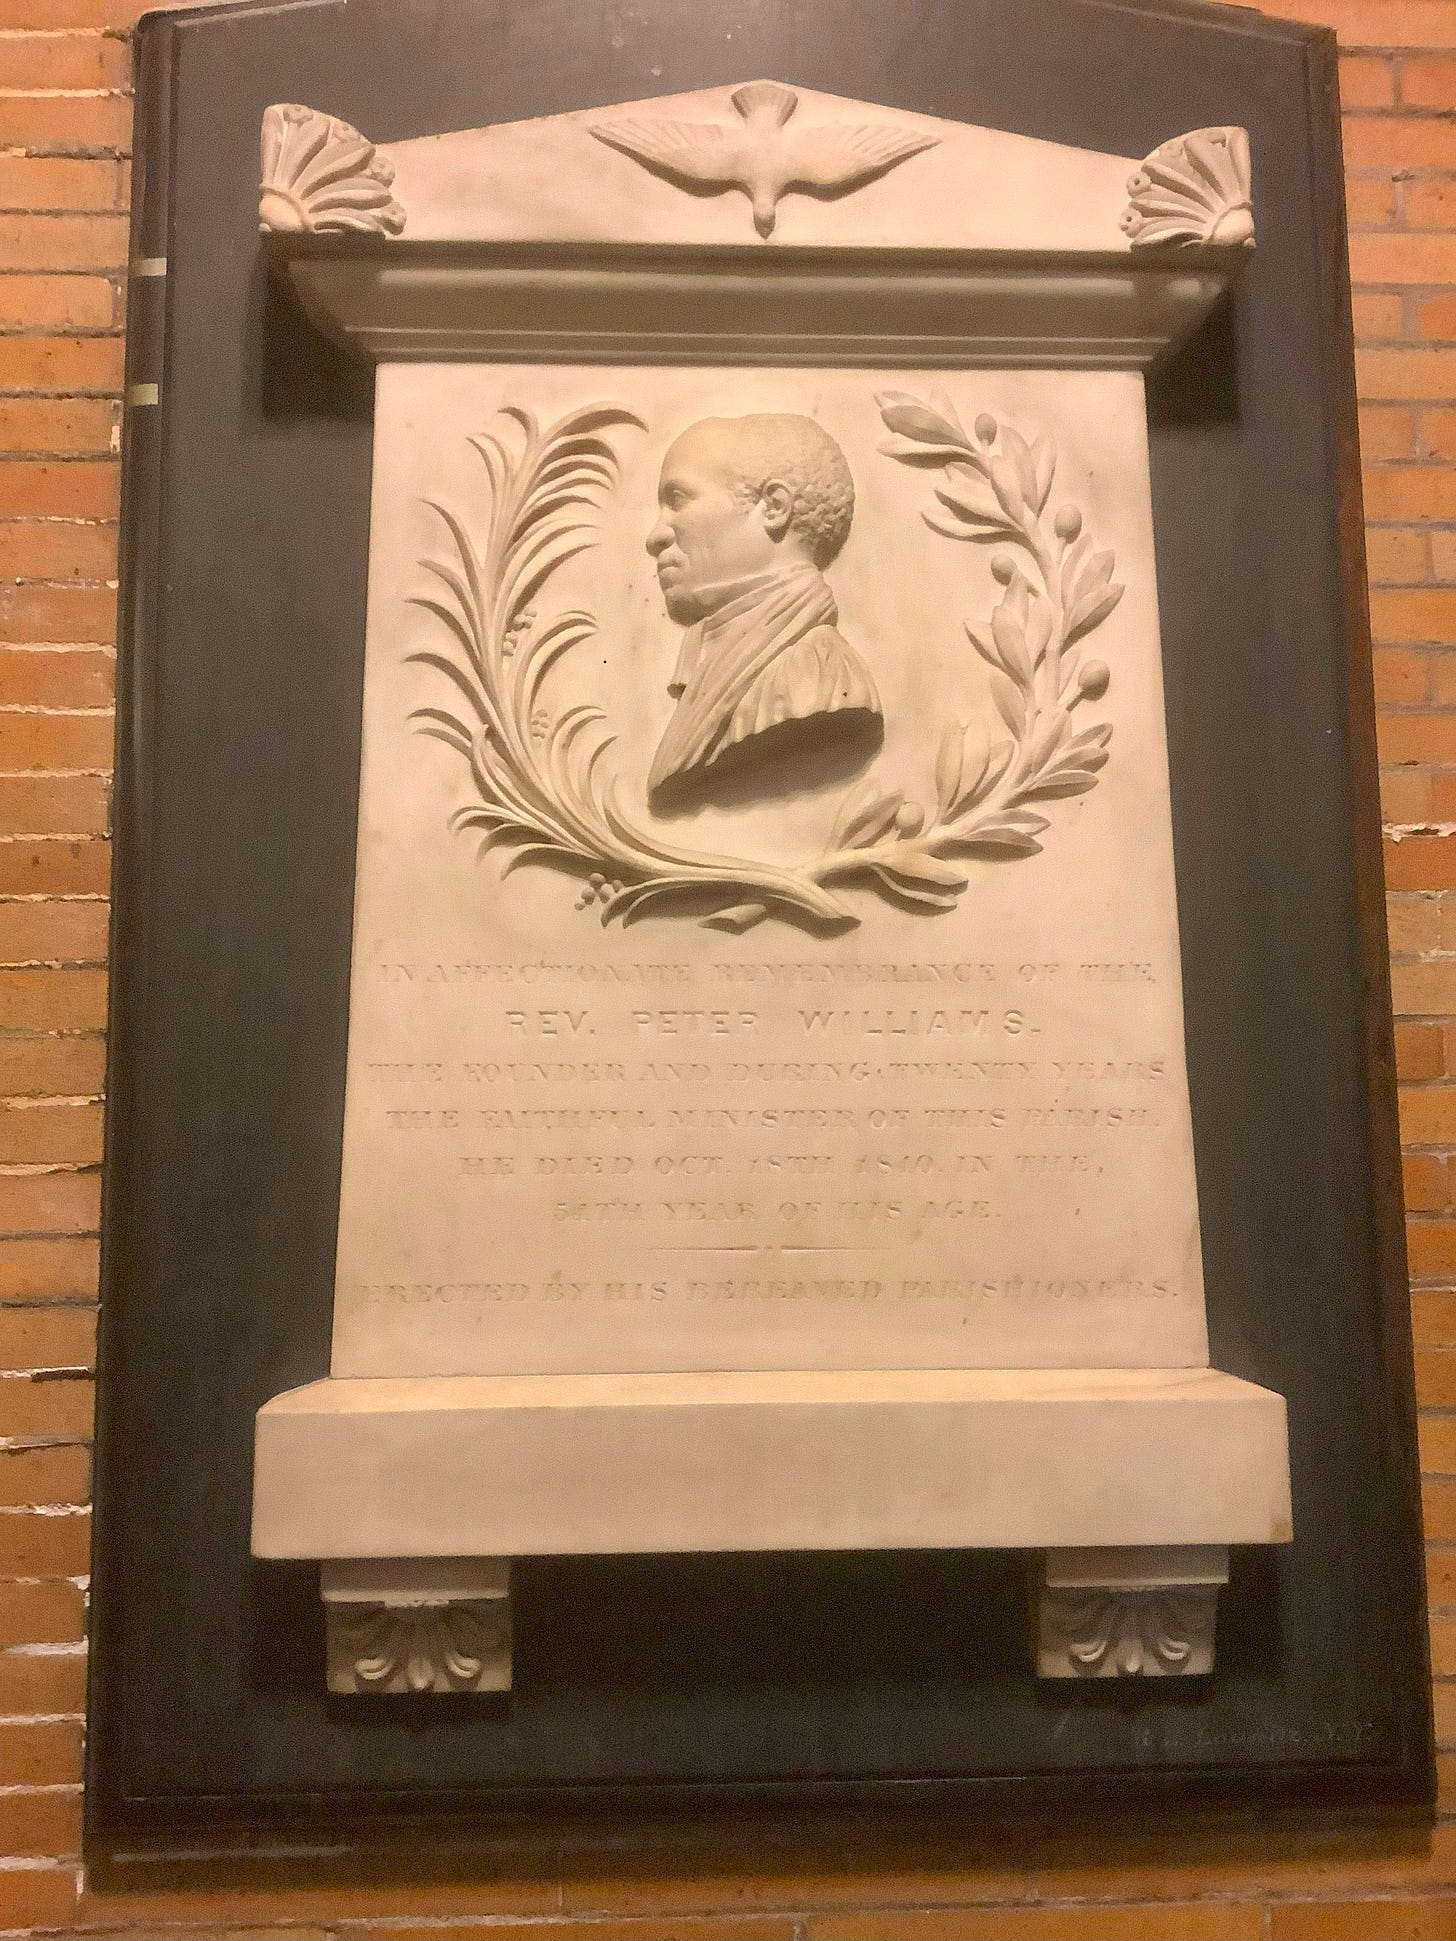 IN AFFECTIONATE REMEMBRANCE OF THE,
REV. PETER WILLIAMS.
THE FOUNDER AND DURING TWENTY YEARS
THE FAITHFUL MINISTER OF THIS PARISH.
HE DIED OCT. 18TH 1840. IN THE,
54TH YEAR OF HIS AGE.
ERECTED BY HIS BEREAVED PARISHIONERS.